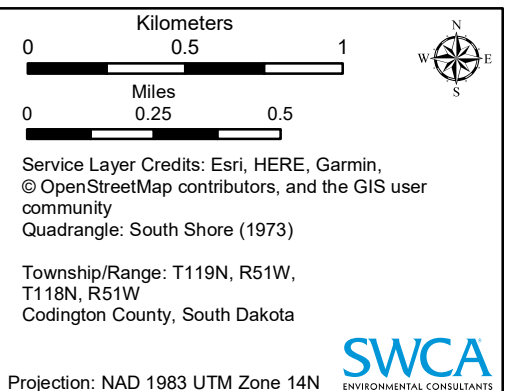 Kilometers
0 0.5 1
Miles
0 0.25 0.5
N
W E
S
Service Layer Credits: Esri, HERE, Garmin,
© OpenStreetMap contributors, and the GIS user
community
Quadrangle: South Shore (1973)
Township/Range: T119N, R51W,
T118N, R51W
Codington County, South Dakota
Projection: NAD 1983 UTM Zone 14N
SWCA
ENVIRONMENTAL CONSULTANTS